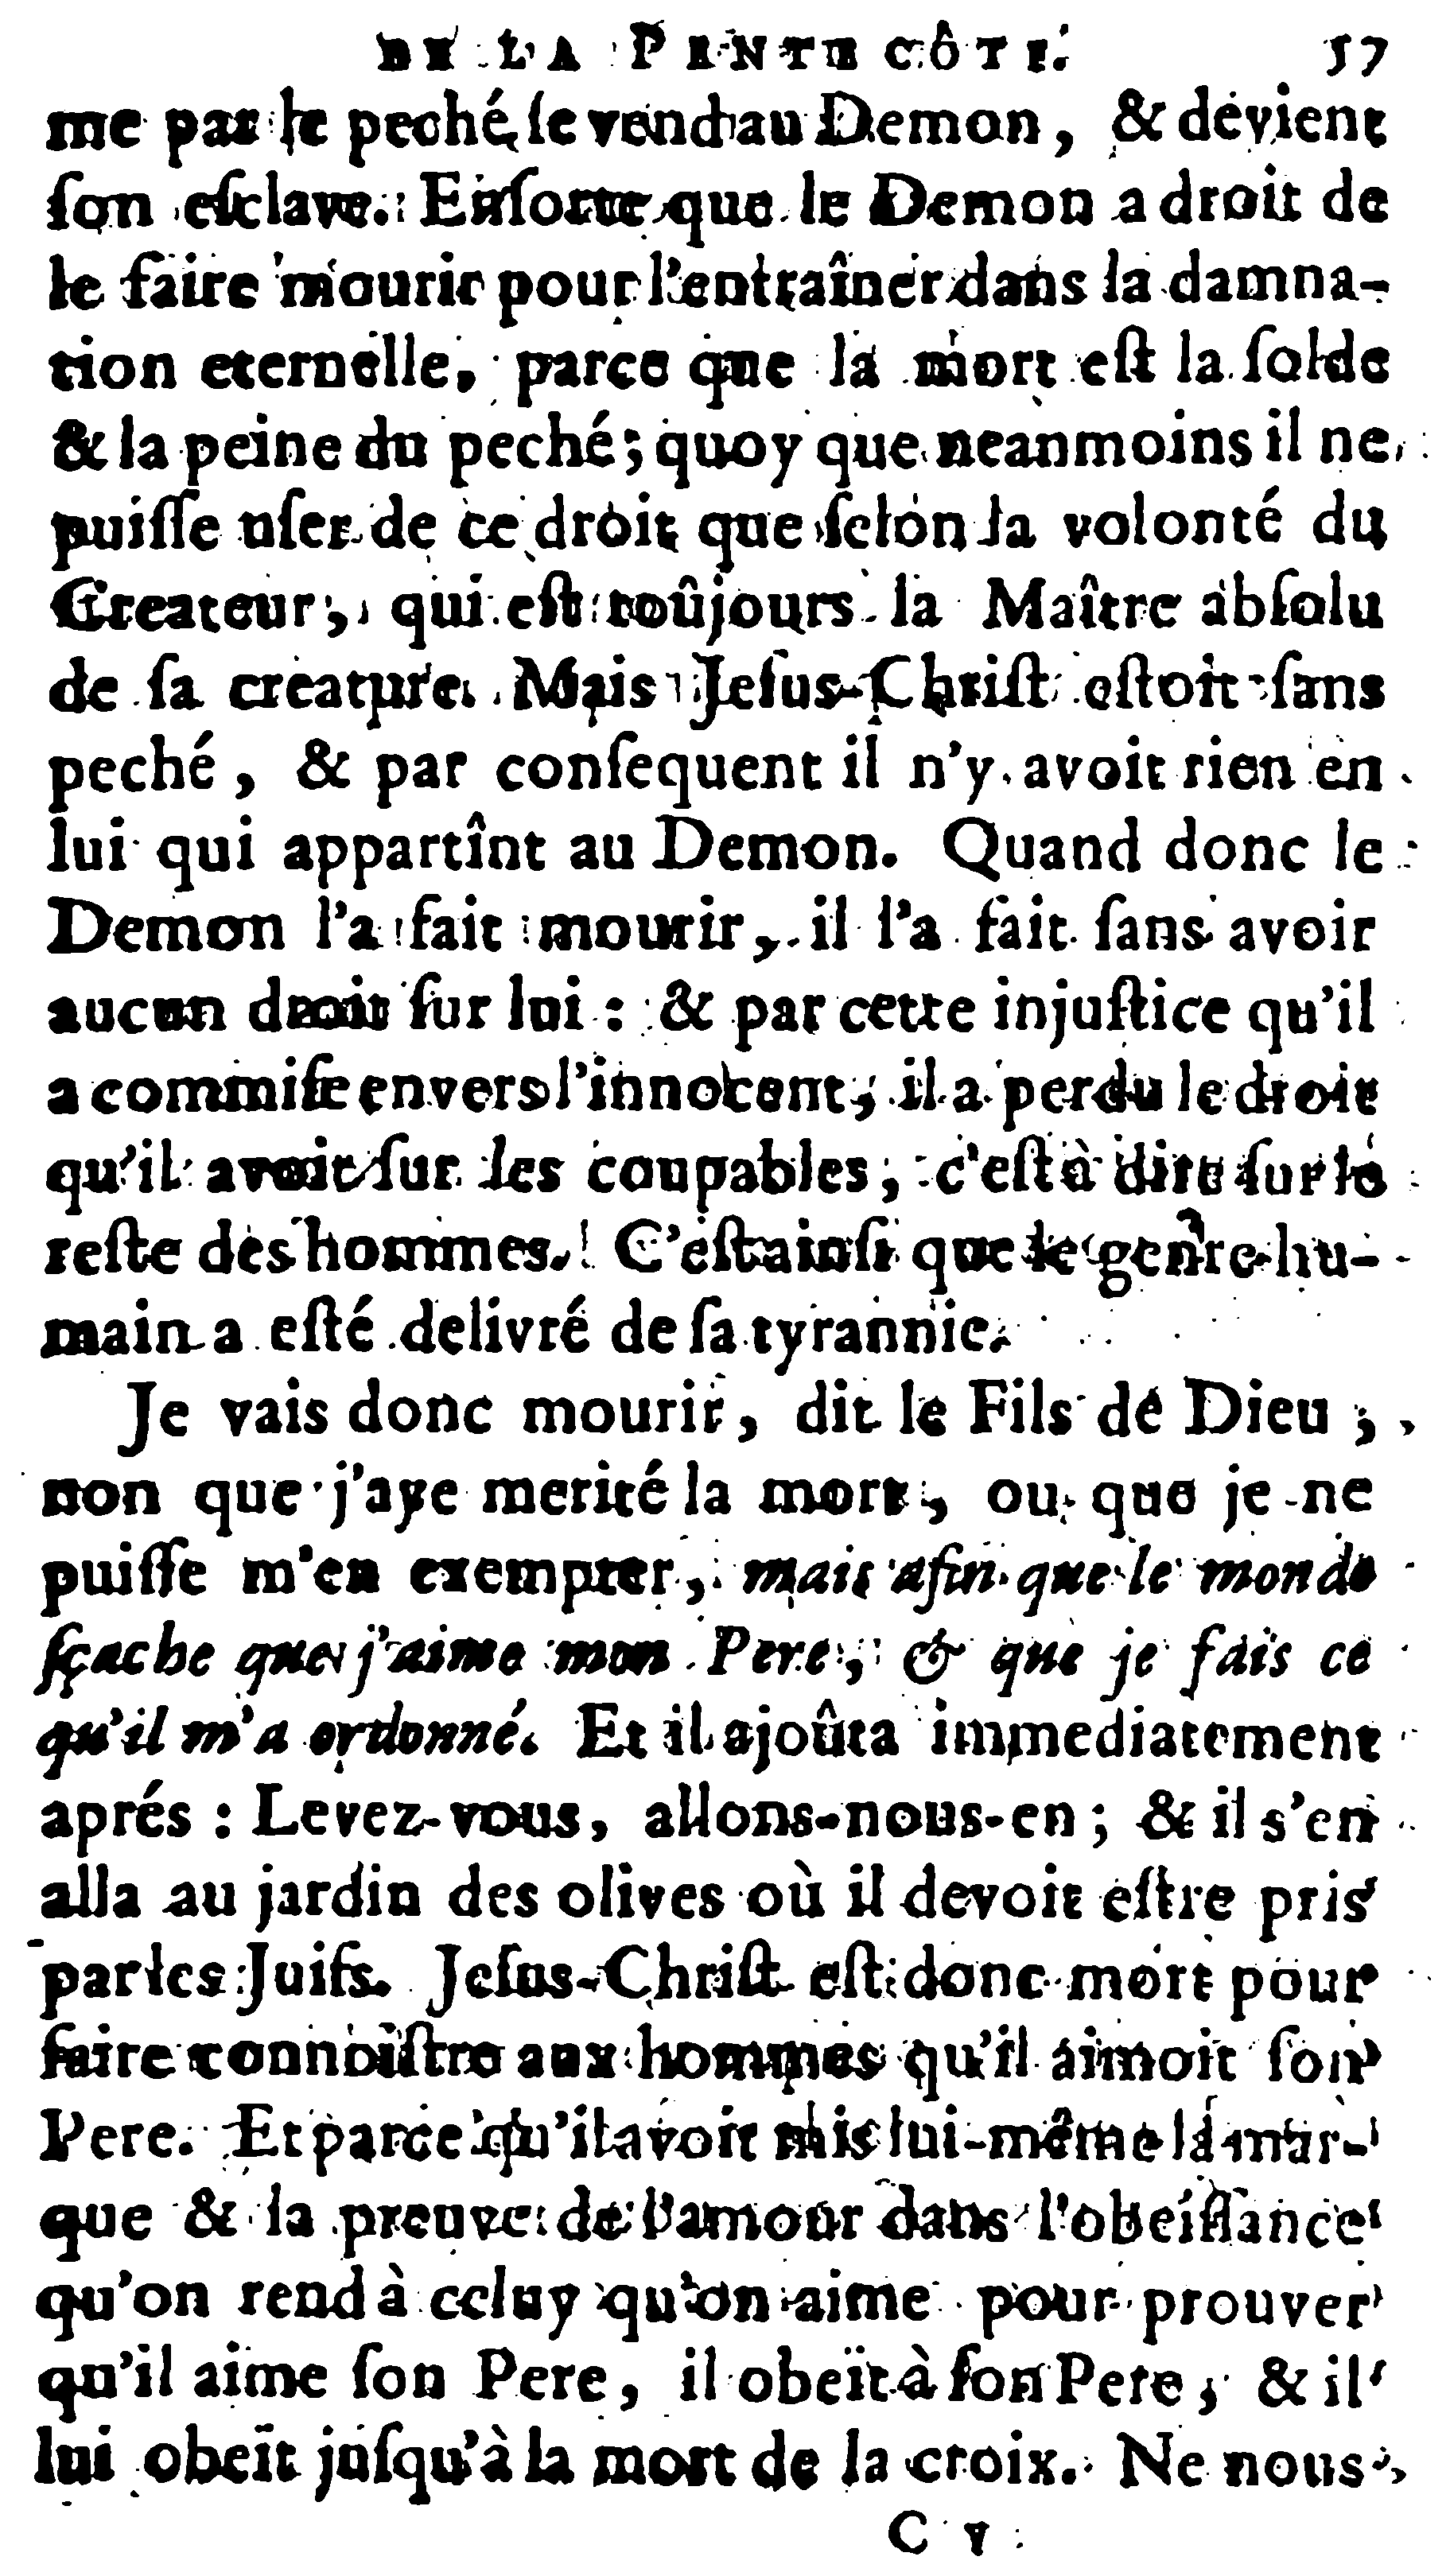 DE LA PENTECÔTE. 57
me par le peché se vend au Demon, & devient
ſon eſclave. Enſorte que le Demon a droit de
le faire mourir pour l'entraîner dans la damna-
tion eternelle, parce que la mort eſt la ſolde
& la peine du peché; quoy que neanmoins il ne
puiſſe uſer de ce droit que ſelon la volonté du
Createur, qui eſt toûjours la Maître abſolu
de ſa creature. Mais Jeſus-Chriſt eſtoit ſans
peché, & par conſequent il n'y avoit rien en
lui qui appartînt au Demon. Quand donc le
Demon l'a fait mourir, il l'a fait ſans avoir
aucun droit ſur lui : & par cette injuſtice qu'il
a commiſe envers l'innocent, il a perdu le droit
qu'il avoit ſur les coupables, c'eſt à dire ſur le
reſte des hommes. C'eſt ainſi que le genre hu-
main a eſté delivré de ſa tyrannie.
Je vais donc mourir, dit le Fils de Dieu ;
non que j'aye merité la mort, ou que je ne
puiſſe m'en exempter, mais afin que le monde
ſçache que j'aime mon Pere, & que je fais ce
qu'il m'a ordonné. Et il ajoûta immediatement
aprés : Levez-vous, allons-nous-en ; & il s'en
alla au jardin des olives où il devoit eſtre pris
par les Juifs. Jeſus-Chriſt eſt donc mort pour
faire connoiſtre aux hommes qu'il aimoit ſon
Pere. Et parce qu'il avoit mis lui-même la mar-
que & la preuve de l'amour dans l'obeiſſance
qu'on rend à celuy qu'on aime pour prouver
qu'il aime ſon Pere, il obeït à ſon Pere, & il
lui obeït juſqu'à la mort de la croix. Ne nous
C v